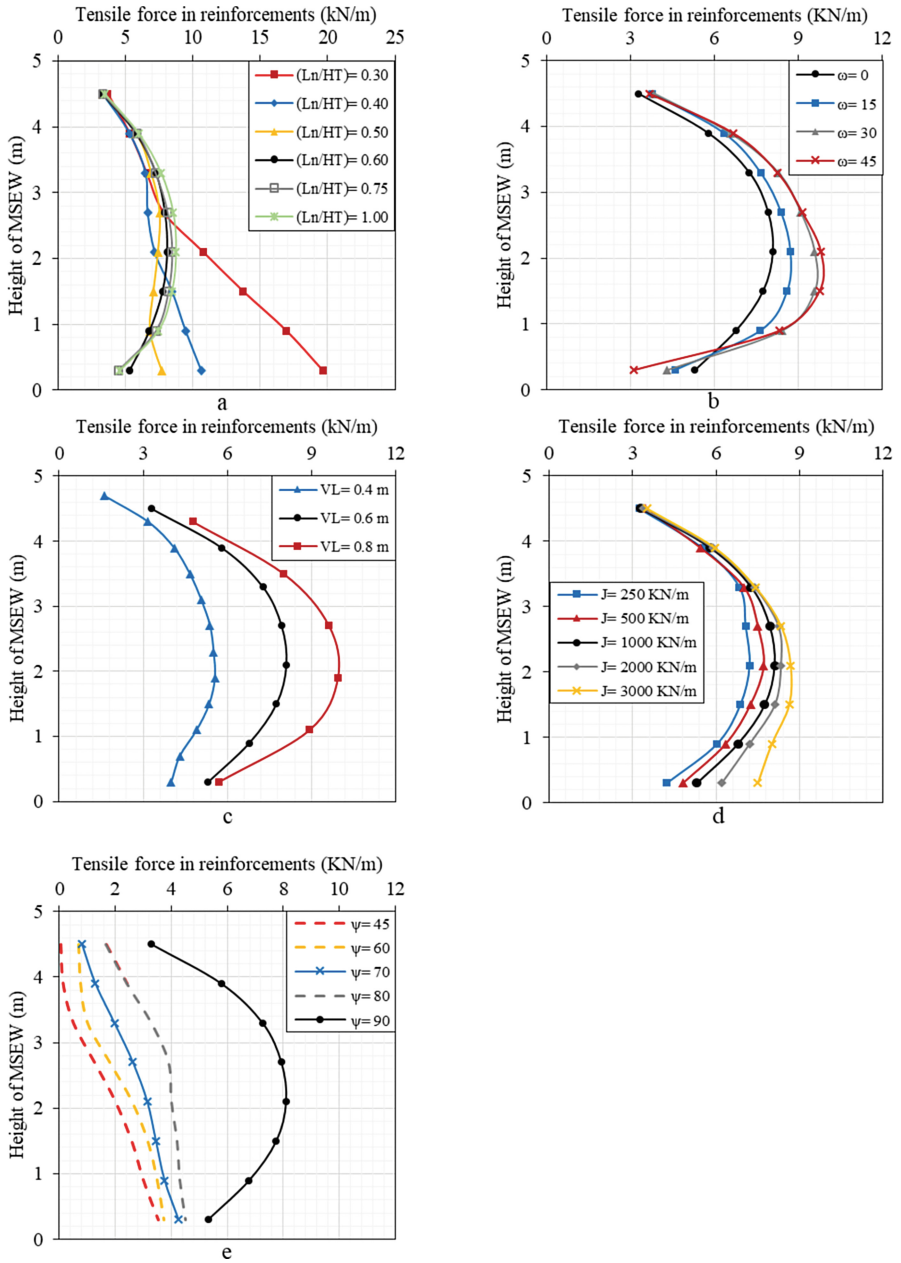 Tensile force in reinforcements (kN/m)
0 5 10 15 20 25
5
4
3
2
1
0
Height of MSEW (m)
(Ln/HT)= 0.30
(Ln/HT)= 0.40
(Ln/HT)= 0.50
(Ln/HT)= 0.60
(Ln/HT)= 0.75
(Ln/HT)= 1.00
a
Tensile force in reinforcements (KN/m)
0 3 6 9 12
5
4
3
2
1
0
Height of MSEW (m)
ω= 0
ω= 15
ω= 30
ω= 45
b
Tensile force in reinforcements (kN/m)
0 3 6 9 12
5
4
3
2
1
0
Height of MSEW (m)
VL= 0.4 m
VL= 0.6 m
VL= 0.8 m
c
Tensile force in reinforcements (KN/m)
0 3 6 9 12
5
4
3
2
1
0
Height of MSEW (m)
J= 250 KN/m
J= 500 KN/m
J= 1000 KN/m
J= 2000 KN/m
J= 3000 KN/m
d
Tensile force in reinforcements (KN/m)
0 2 4 6 8 10 12
5
4
3
2
1
0
Height of MSEW (m)
ψ= 45
ψ= 60
ψ= 70
ψ= 80
ψ= 90
e